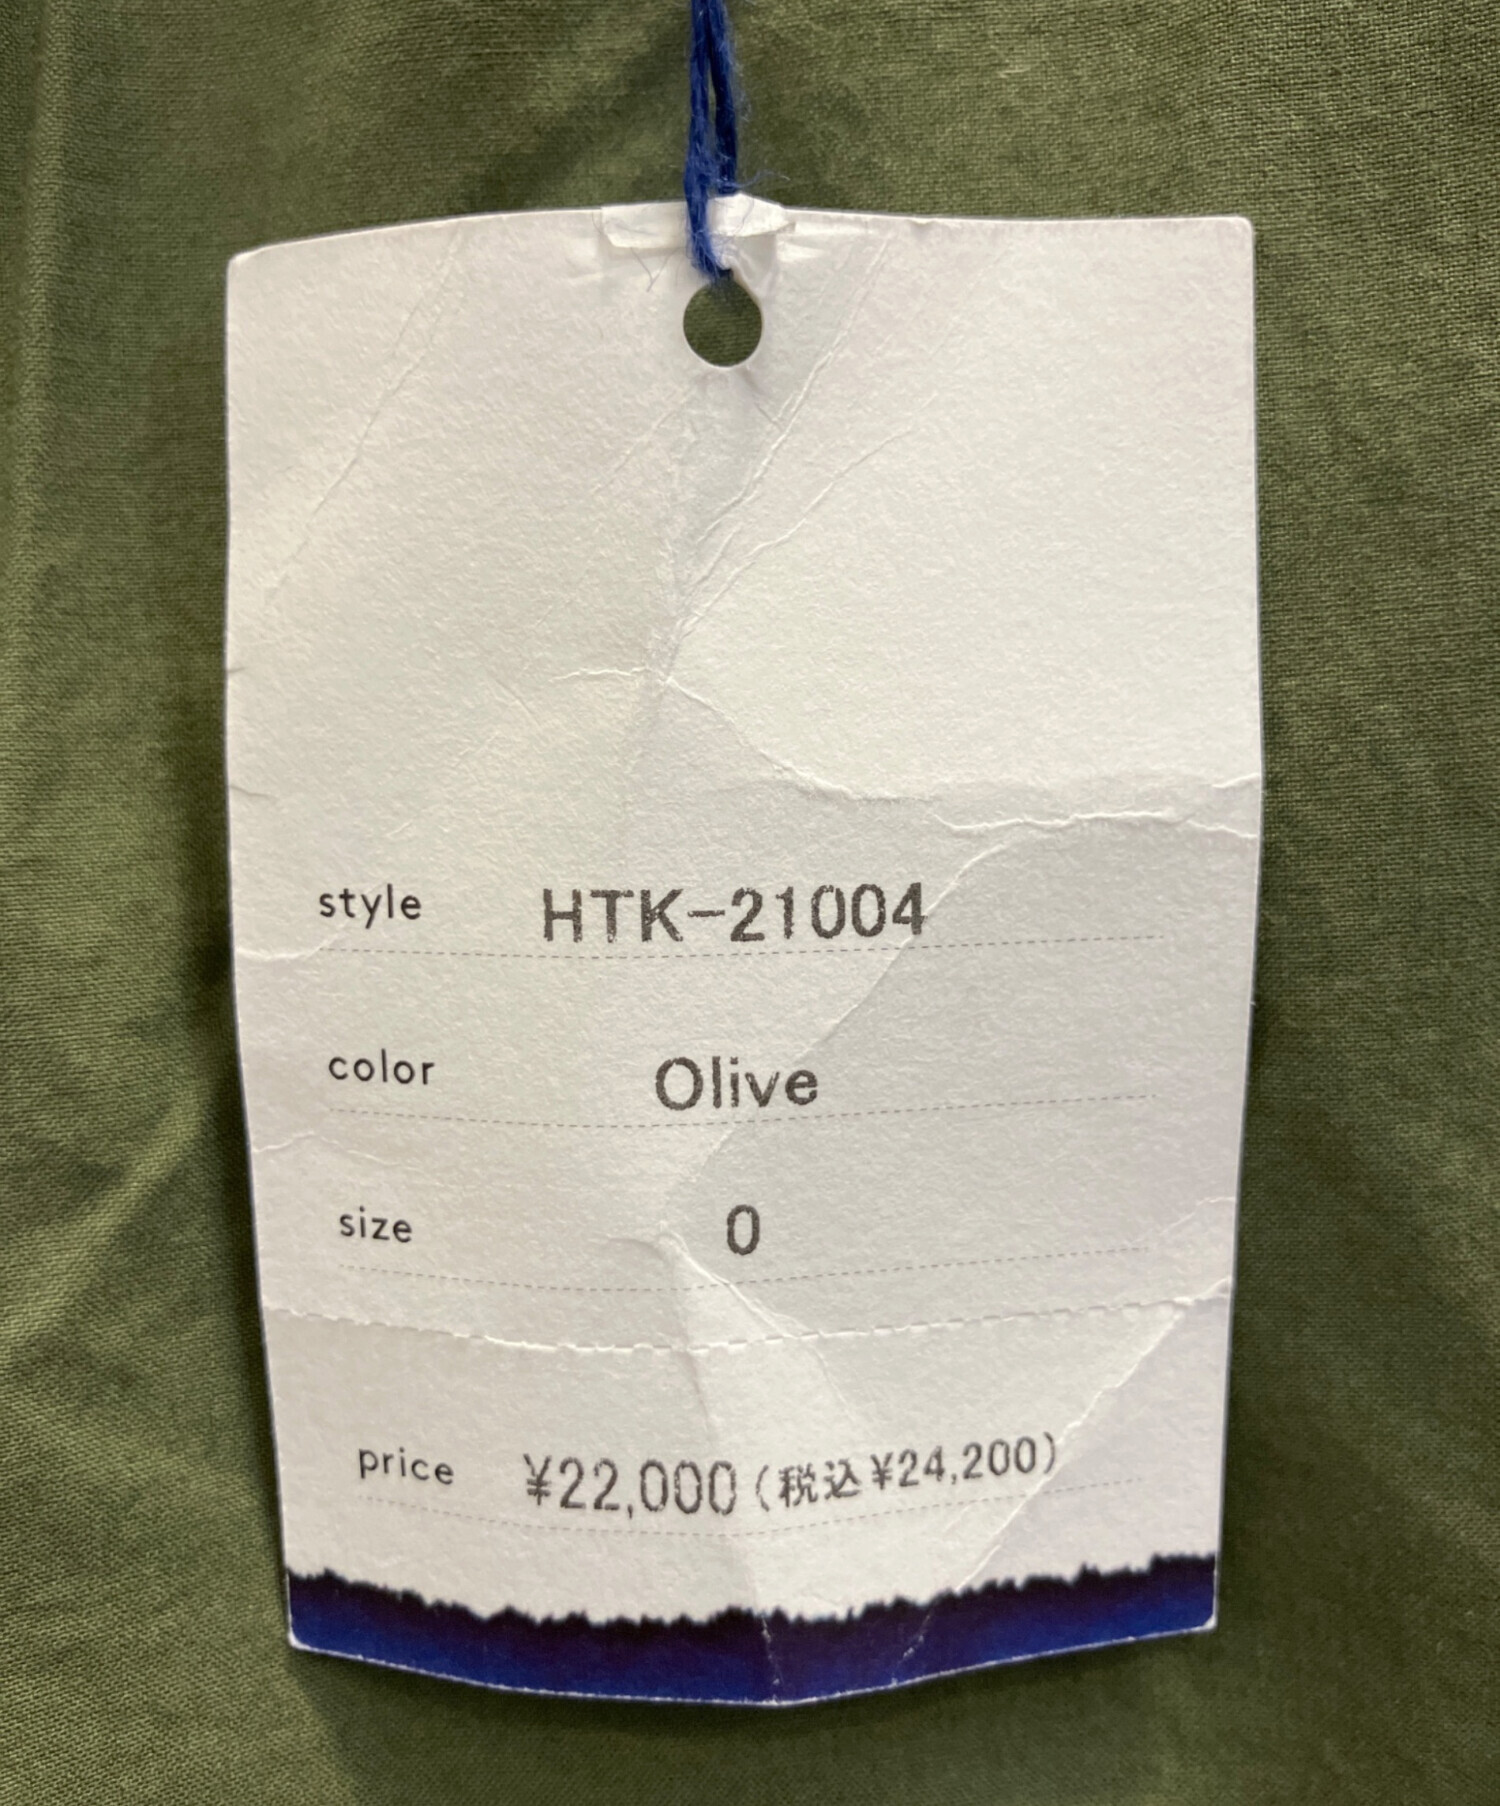 style HTK-21004
color Olive
size 0
price ¥22,000(税込¥24,200)